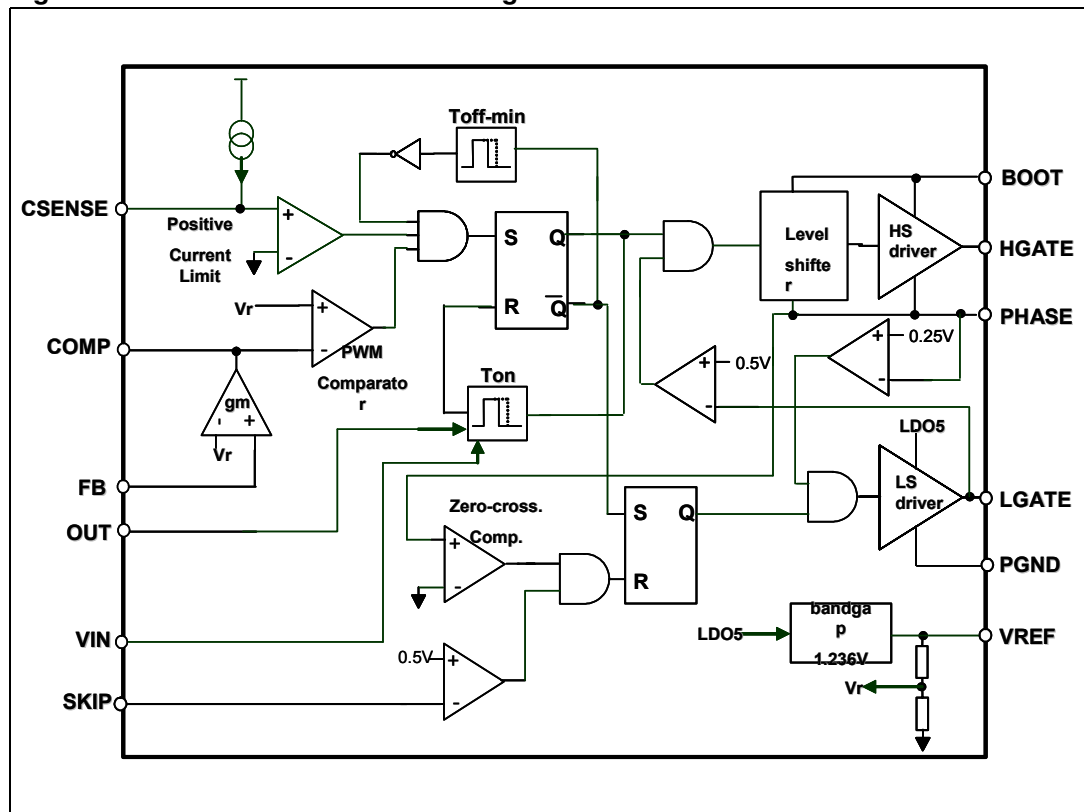 Toff-min
BOOT
CSENSE
Positive
Current
Limit
+
-
S
Q
R
Q
Level
shifte
r
HS
driver
HGATE
PHASE
Vr
+
-
PWM
Comparato
r
COMP
gm
-
+
Vr
Ton
+
0.5V
-
+
0.25V
-
LDO5
LS
driver
LGATE
PGND
FB
OUT
Zero-cross.
Comp.
+
-
S
Q
R
VIN
0.5V
+
-
SKIP
LDO5
bandga
p
1.236V
VREF
Vr